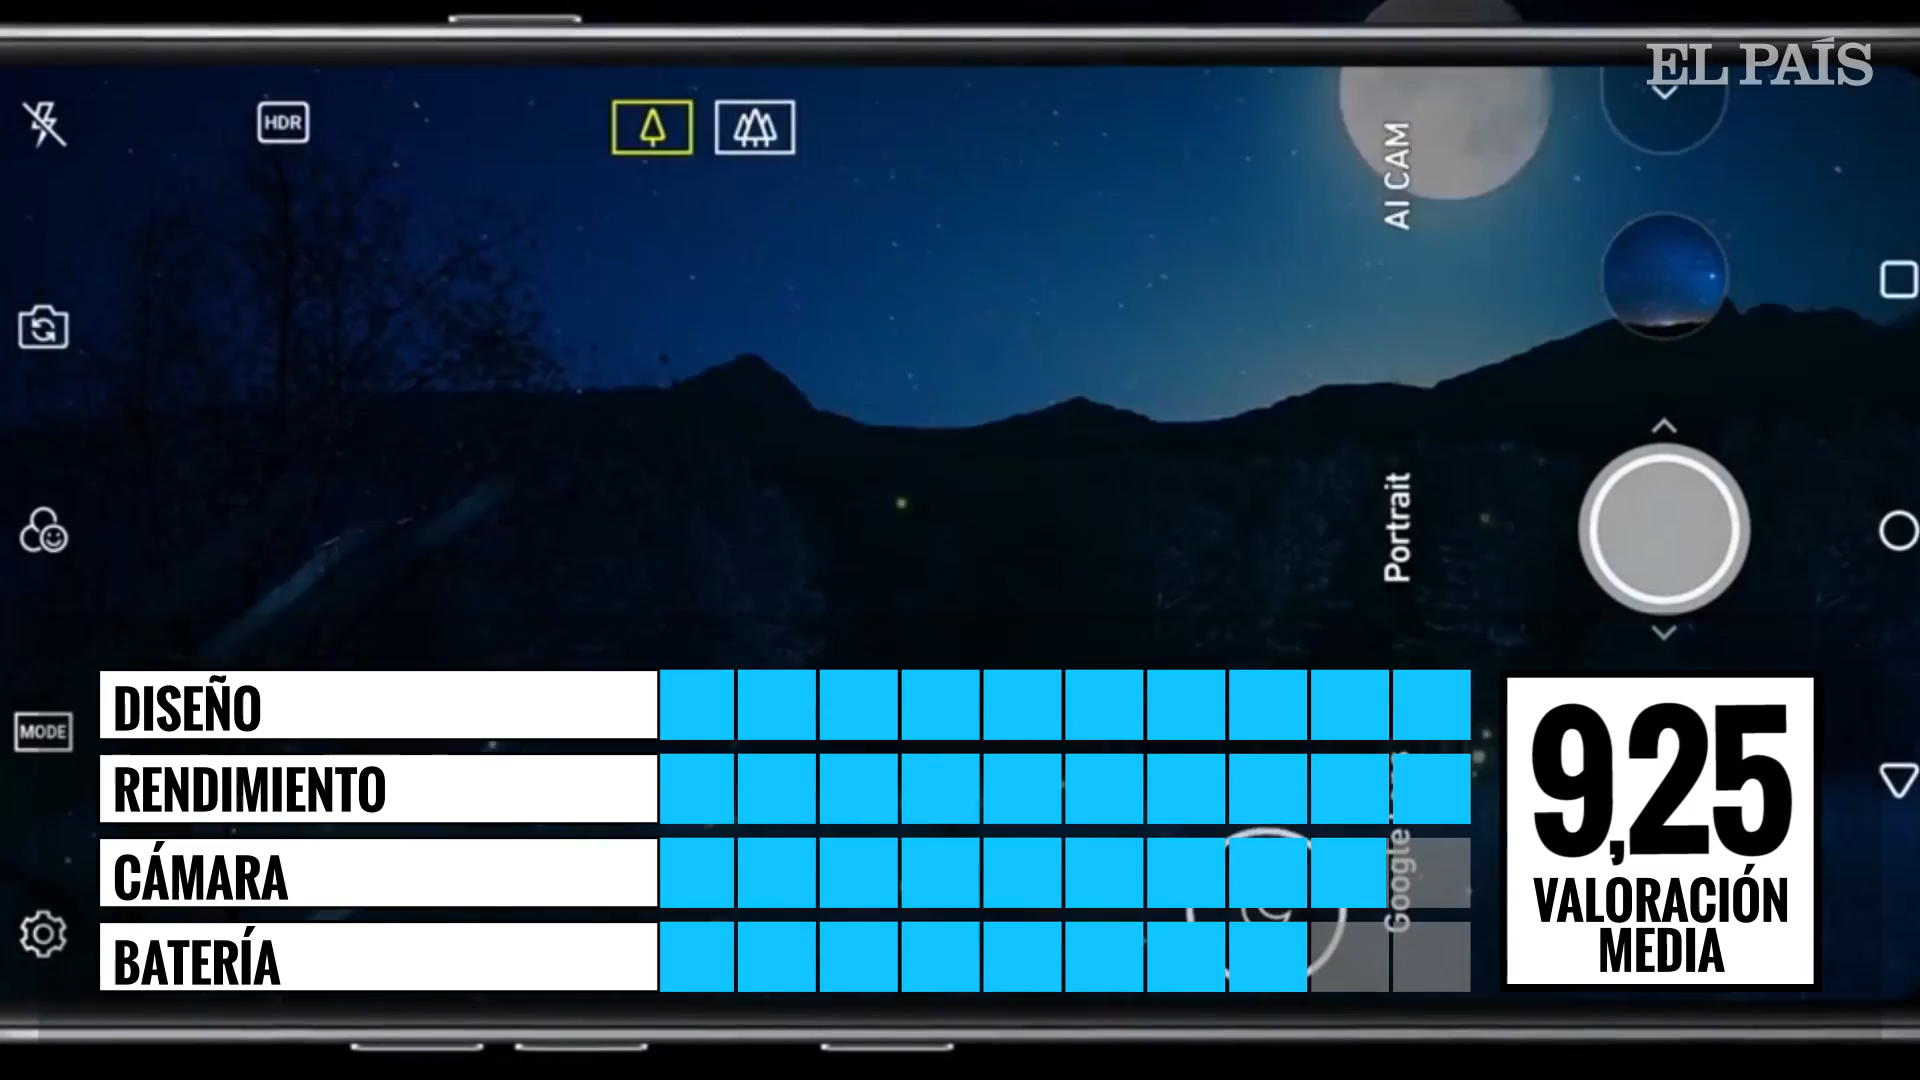 EL PAÍS
HDR
AI CAM
Portrait
MODE
DISEÑO
RENDIMIENTO
Google
CÁMARA
BATERÍA
9,25
VALORACIÓN
MEDIA